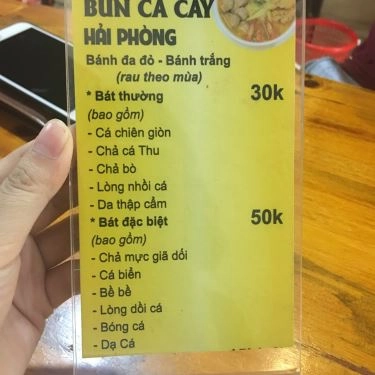 BÚN CÁ CAY
HẢI PHÒNG
Bánh đa đỏ - Bánh trắng
(rau theo mùa)
* Bát thường 30k
(bao gồm)
- Cá chiên giòn
- Chả cá Thu
- Chả bò
- Lòng nhồi cá
- Da thập cẩm
* Bát đặc biệt 50k
(bao gồm)
- Chả mực giã dối
- Cá biển
- Bề bề
- Lòng dồi cá
- Bóng cá
- Dạ Cá